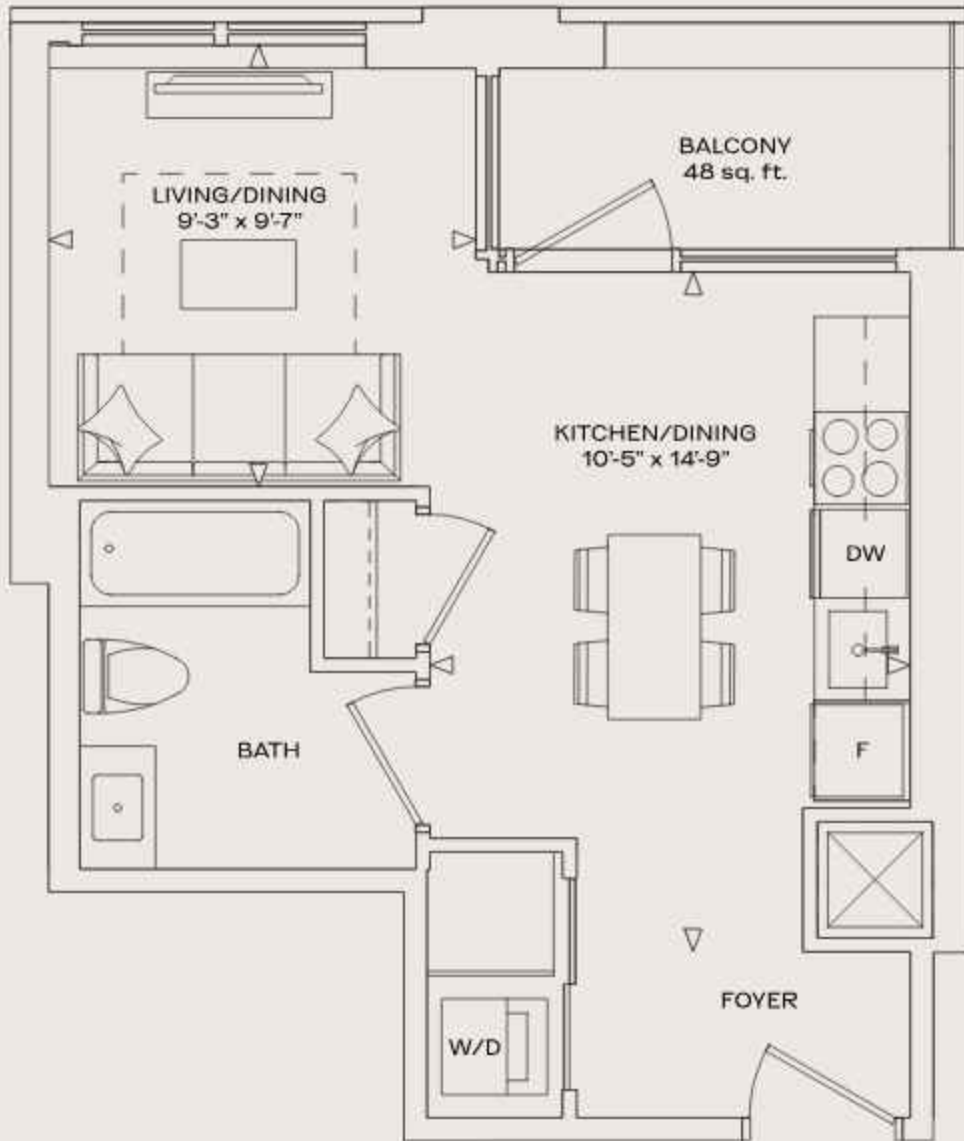 BALCONY
48 sq. ft.
LIVING/DINING
9'-3" x 9'-7"
KITCHEN/DINING
10'-5" x 14'-9"
DW
BATH
F
FOYER
W/D